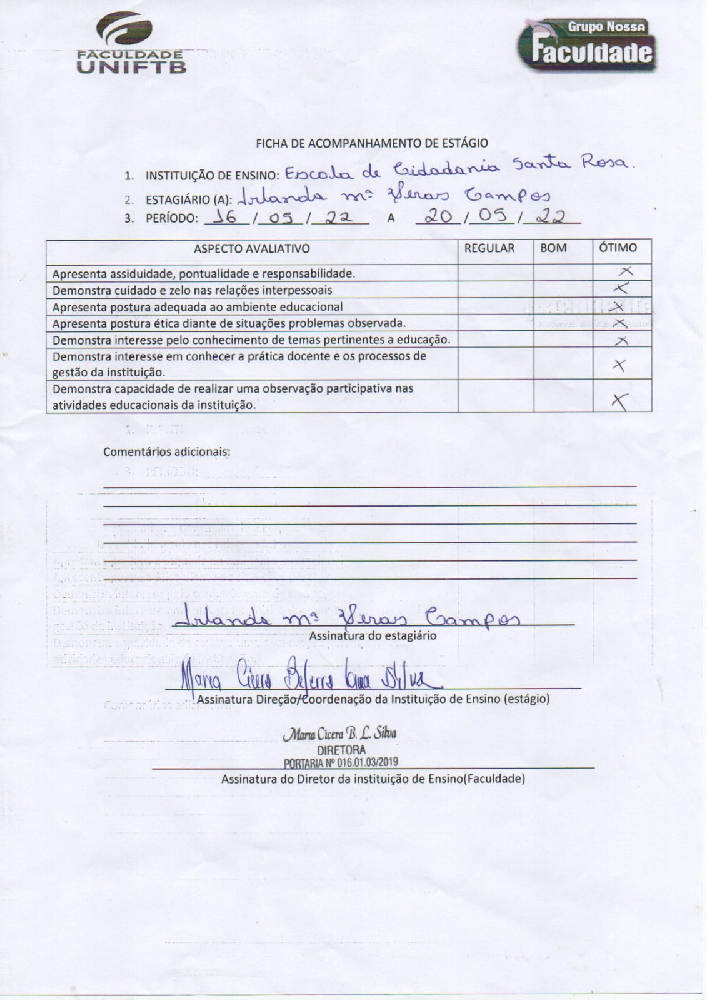 FACULDADE
UNIFTB
Grupo Nossa
Faculdade
FICHA DE ACOMPANHAMENTO DE ESTÁGIO
1. INSTITUIÇÃO DE ENSINO: Escola de Cidadania Santa Rosa.
2. ESTAGIÁRIO (A): Irlanda Mª Veras Campos
3. PERÍODO: 16 / 05 / 22 A 20 / 05 / 22
ASPECTO AVALIATIVO REGULAR BOM ÓTIMO
Apresenta assiduidade, pontualidade e responsabilidade. X
Demonstra cuidado e zelo nas relações interpessoais X
Apresenta postura adequada ao ambiente educacional X
Apresenta postura ética diante de situações problemas observada. X
Demonstra interesse pelo conhecimento de temas pertinentes a educação. X
Demonstra interesse em conhecer a prática docente e os processos de
gestão da instituição. X
Demonstra capacidade de realizar uma observação participativa nas
atividades educacionais da instituição. X
Comentários adicionais:
Irlanda Mª Veras Campos
Assinatura do estagiário
Maria Cicera Beserra Lima Silva
Assinatura Direção/Coordenação da Instituição de Ensino (estágio)
Maria Cicera B. L. Silva
DIRETORA
PORTARIA Nº 016.01.03/2019
Assinatura do Diretor da instituição de Ensino(Faculdade)